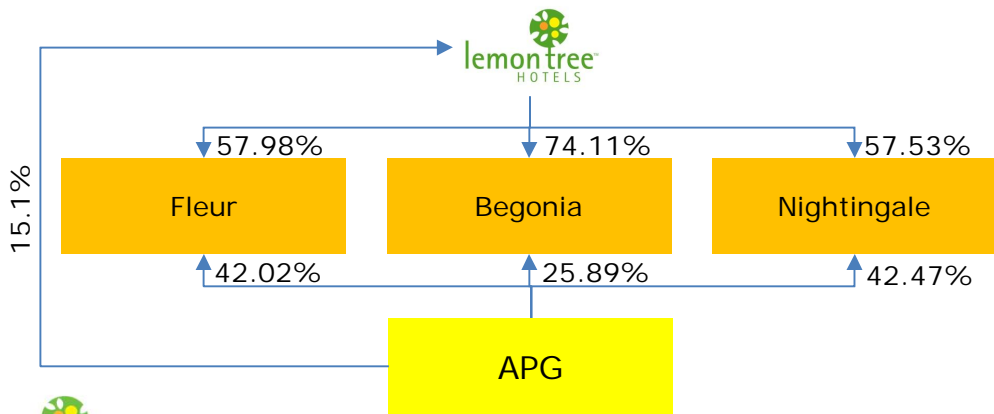 lemon tree™
HOTELS
57.98%
74.11%
57.53%
Fleur
Begonia
Nightingale
15.1%
42.02%
25.89%
42.47%
APG